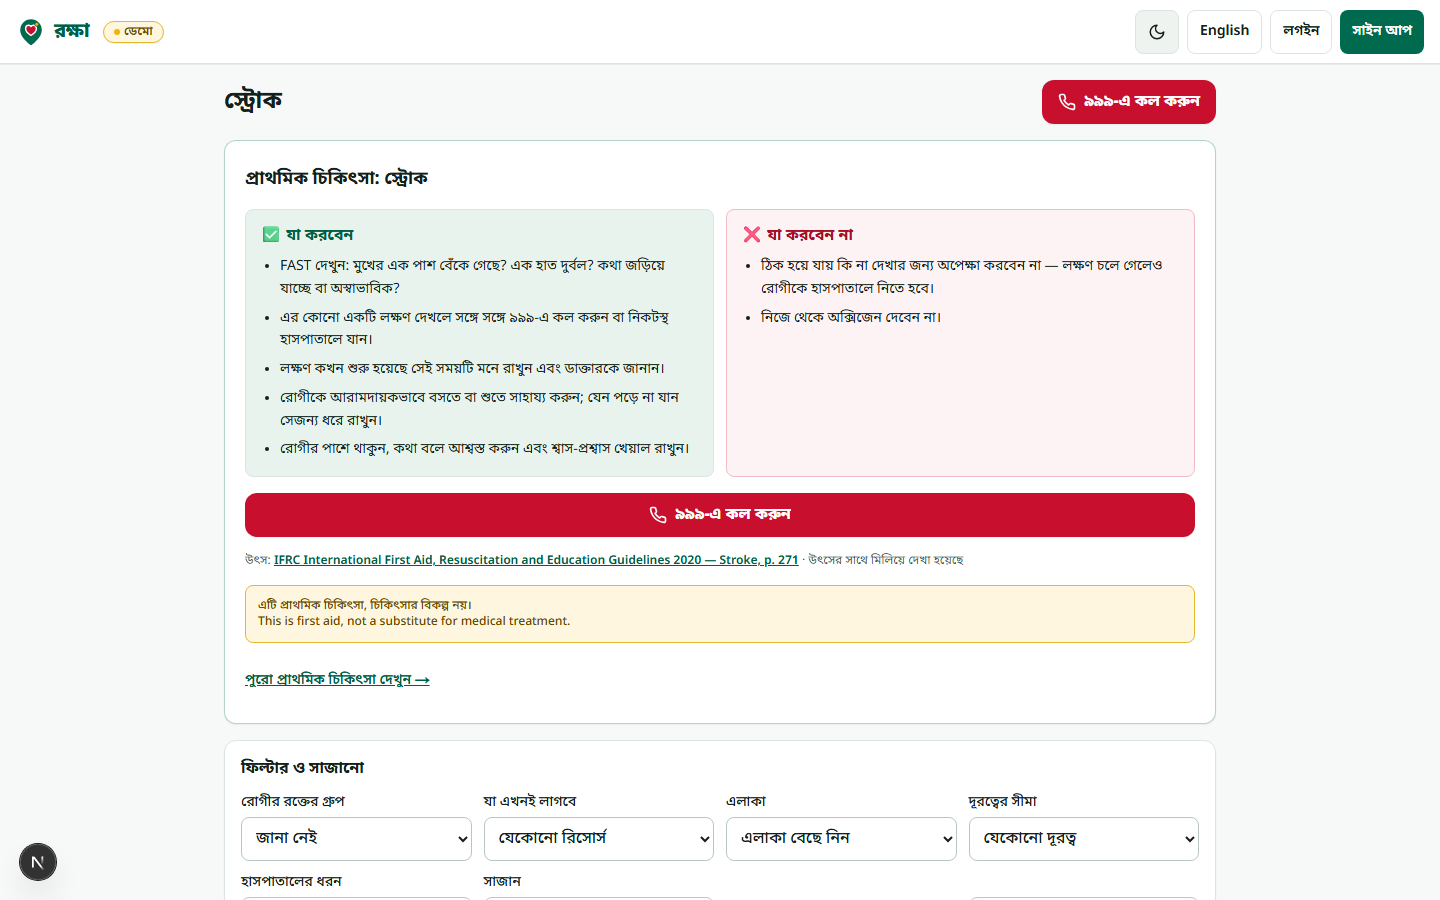 রক্ষা
ডেমো
English
লগইন
সাইন আপ
স্ট্রোক
৯৯৯-এ কল করুন
প্রাথমিক চিকিৎসা: স্ট্রোক
যা করবেন
FAST দেখুন: মুখের এক পাশ বেঁকে গেছে? এক হাত দুর্বল? কথা জড়িয়ে
যাচ্ছে বা অস্বাভাবিক?
এর কোনো একটি লক্ষণ দেখলে সঙ্গে সঙ্গে ৯৯৯-এ কল করুন বা নিকটস্থ
হাসপাতালে যান।
লক্ষণ কখন শুরু হয়েছে সেই সময়টি মনে রাখুন এবং ডাক্তারকে জানান।
রোগীকে আরামদায়কভাবে বসতে বা শুতে সাহায্য করুন; যেন পড়ে না যান
সেজন্য ধরে রাখুন।
রোগীর পাশে থাকুন, কথা বলে আশ্বস্ত করুন এবং শ্বাস-প্রশ্বাস খেয়াল রাখুন।
যা করবেন না
ঠিক হয়ে যায় কি না দেখার জন্য অপেক্ষা করবেন না — লক্ষণ চলে গেলেও
রোগীকে হাসপাতালে নিতে হবে।
নিজে থেকে অক্সিজেন দেবেন না।
৯৯৯-এ কল করুন
উৎস: IFRC International First Aid, Resuscitation and Education Guidelines 2020 — Stroke, p. 271 · উৎসের সাথে মিলিয়ে দেখা হয়েছে
এটি প্রাথমিক চিকিৎসা, চিকিৎসার বিকল্প নয়।
This is first aid, not a substitute for medical treatment.
পুরো প্রাথমিক চিকিৎসা দেখুন →
ফিল্টার ও সাজানো
রোগীর রক্তের গ্রুপ
যা এখনই লাগবে
এলাকা
দূরত্বের সীমা
জানা নেই
যেকোনো রিসোর্স
এলাকা বেছে নিন
যেকোনো দূরত্ব
N
হাসপাতালের ধরন
সাজান